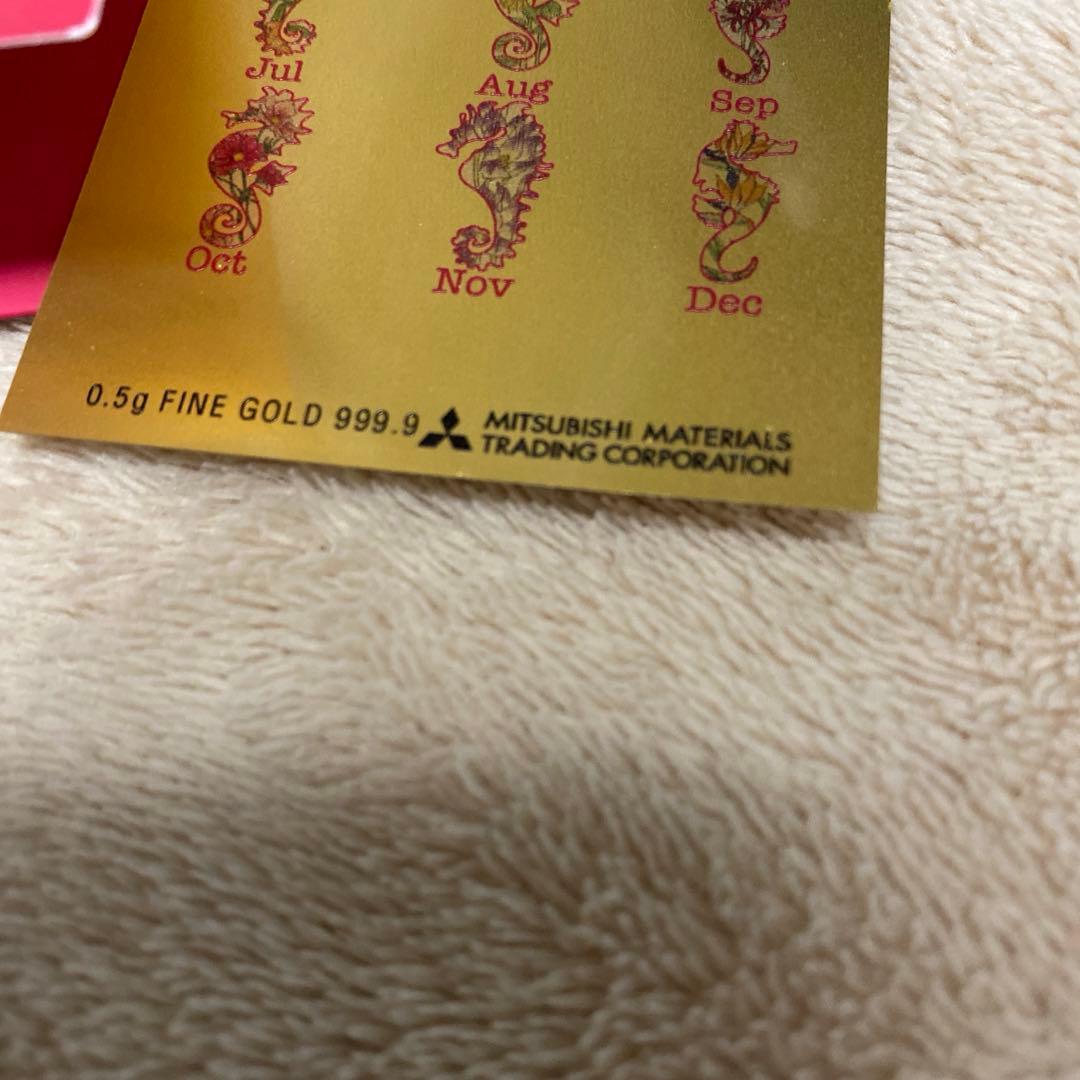 Jul Aug Sep
Oct Nov Dec
0.5g FINE GOLD 999.9
MITSUBISHI MATERIALS
TRADING CORPORATION